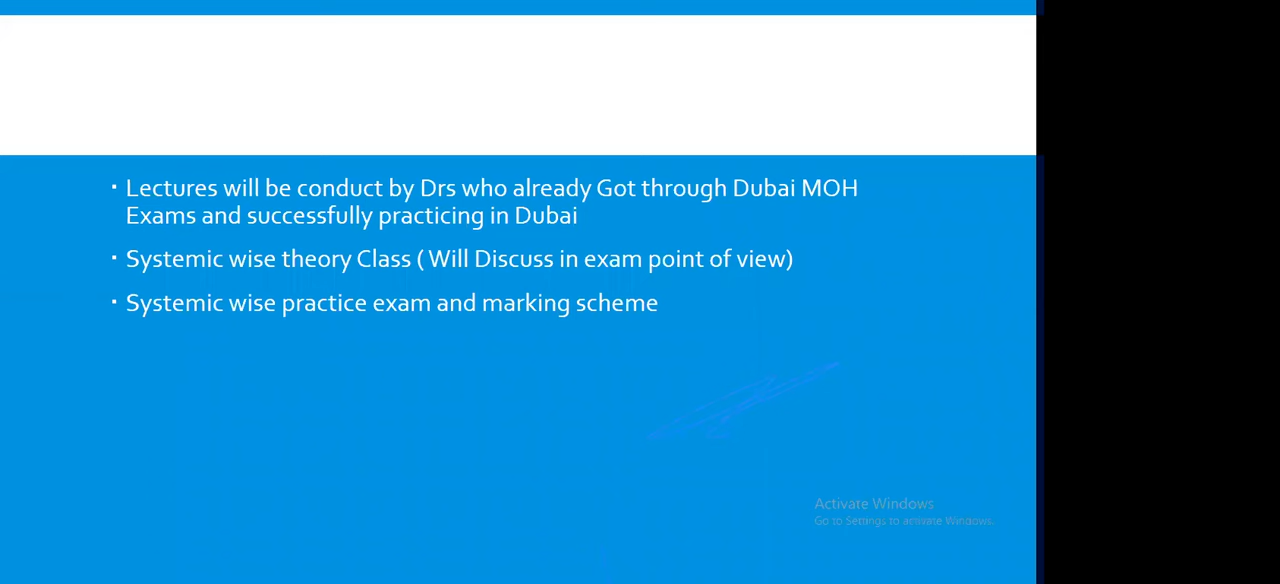 ▪ Lectures will be conduct by Drs who already Got through Dubai MOH
Exams and successfully practicing in Dubai
▪ Systemic wise theory Class ( Will Discuss in exam point of view)
▪ Systemic wise practice exam and marking scheme
Activate Windows
Go to Settings to activate Windows.